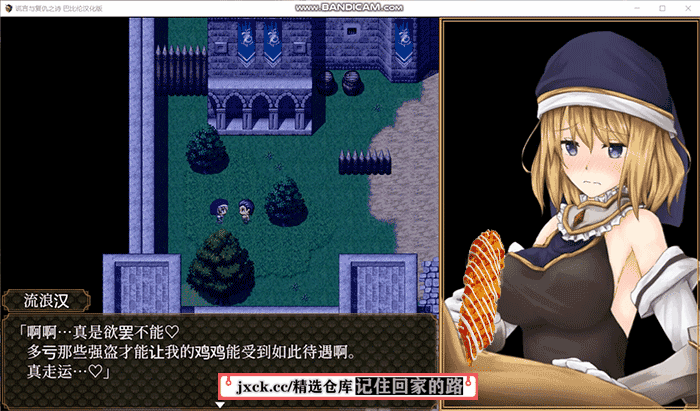 谎言与复仇之诗 巴比伦汉化版
www.BANDICAM.com
流浪汉
「啊啊…真是欲罢不能♡
多亏那些强盗才能让我的鸡鸡能受到如此待遇啊。
真走运…♡」
jxck.cc/精选仓库 记住回家的路